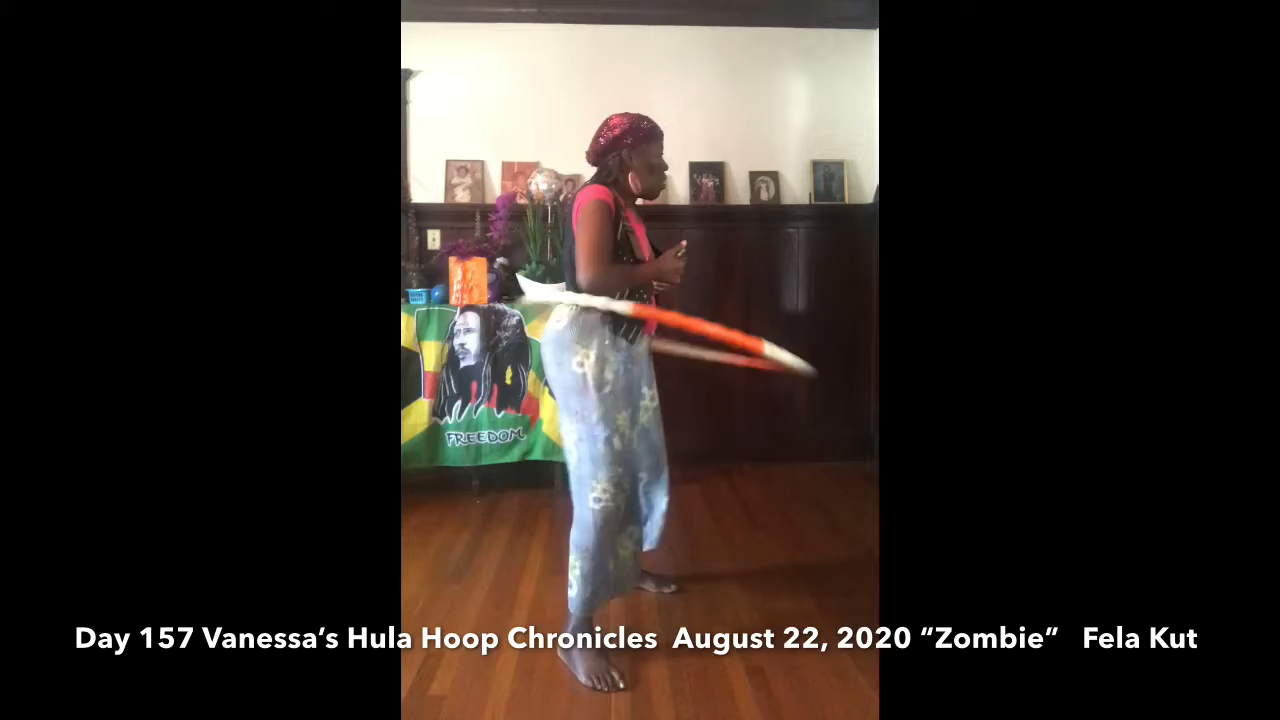 FREEDOM
Day 157 Vanessa’s Hula Hoop Chronicles  August 22, 2020 “Zombie”   Fela Kut